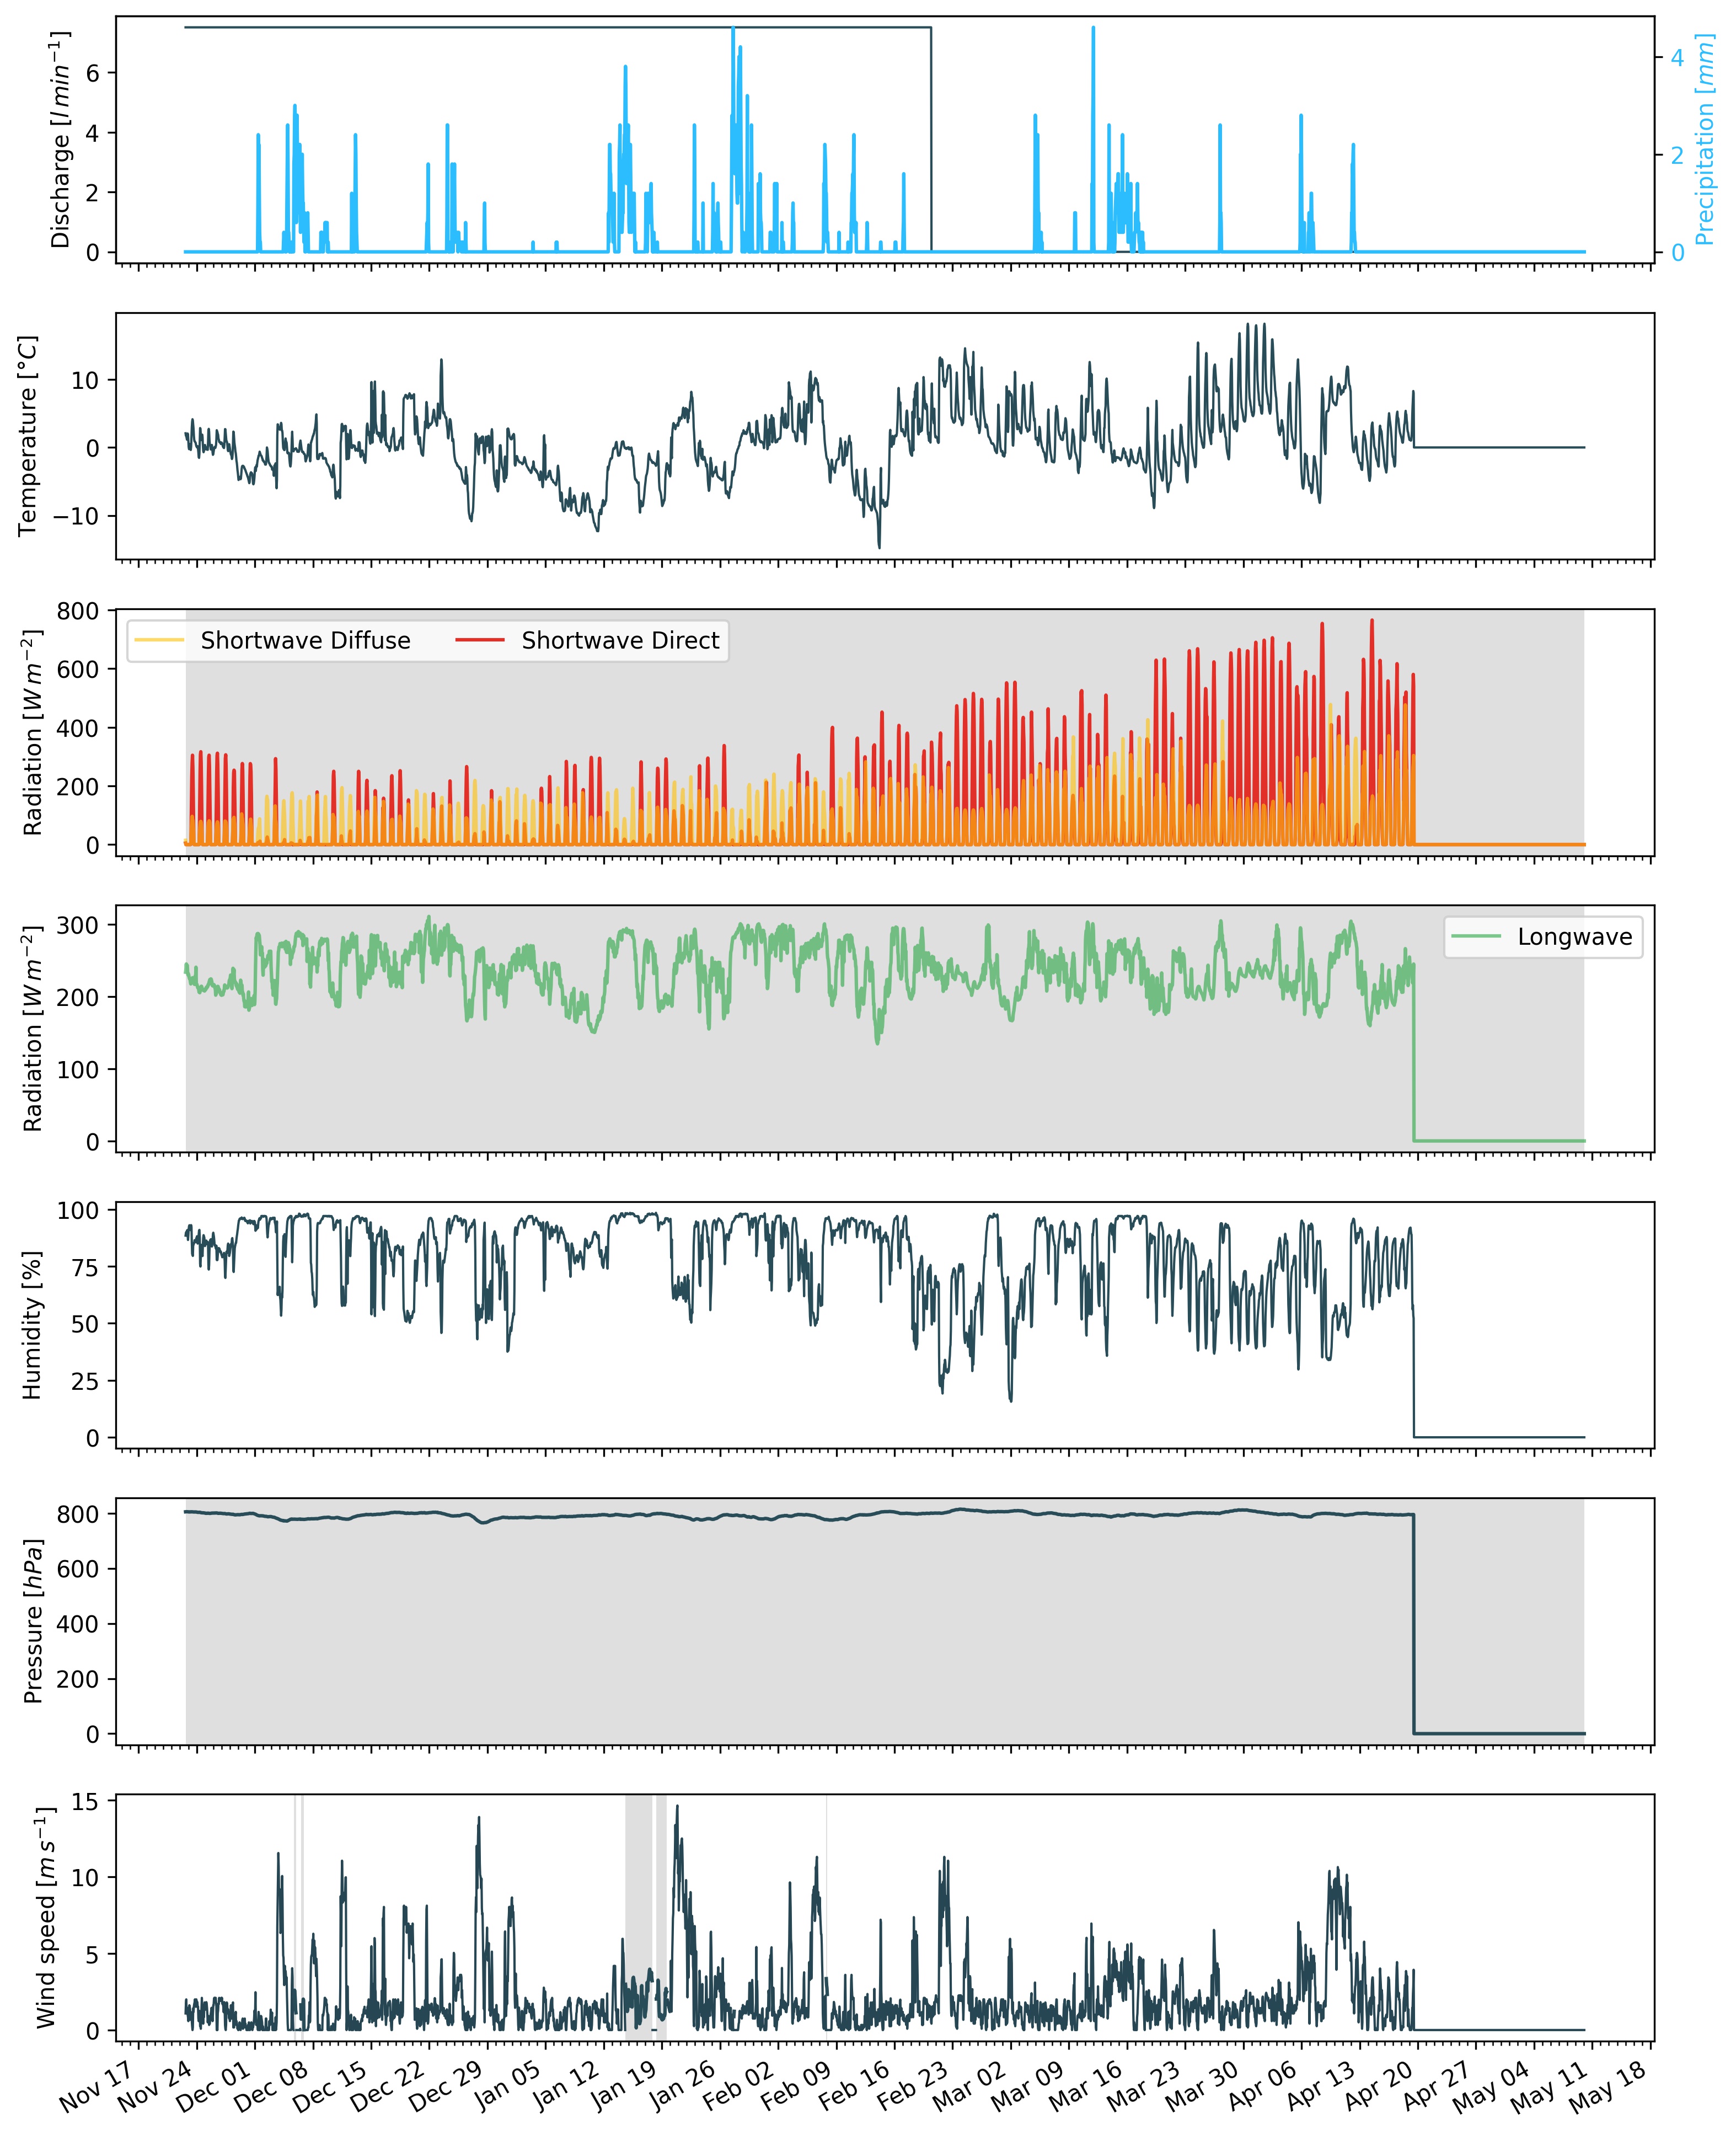 Discharge [l min⁻¹]
6
4
2
0
4
2
0
Precipitation [mm]
Temperature [°C]
10
0
−10
Radiation [W m⁻²]
800
600
400
200
0
Shortwave Diffuse
Shortwave Direct
Radiation [W m⁻²]
300
200
100
0
Longwave
Humidity [%]
100
75
50
25
0
Pressure [hPa]
800
600
400
200
0
Wind speed [m s⁻¹]
15
10
5
0
Nov 17
Nov 24
Dec 01
Dec 08
Dec 15
Dec 22
Dec 29
Jan 05
Jan 12
Jan 19
Jan 26
Feb 02
Feb 09
Feb 16
Feb 23
Mar 02
Mar 09
Mar 16
Mar 23
Mar 30
Apr 06
Apr 13
Apr 20
Apr 27
May 04
May 11
May 18